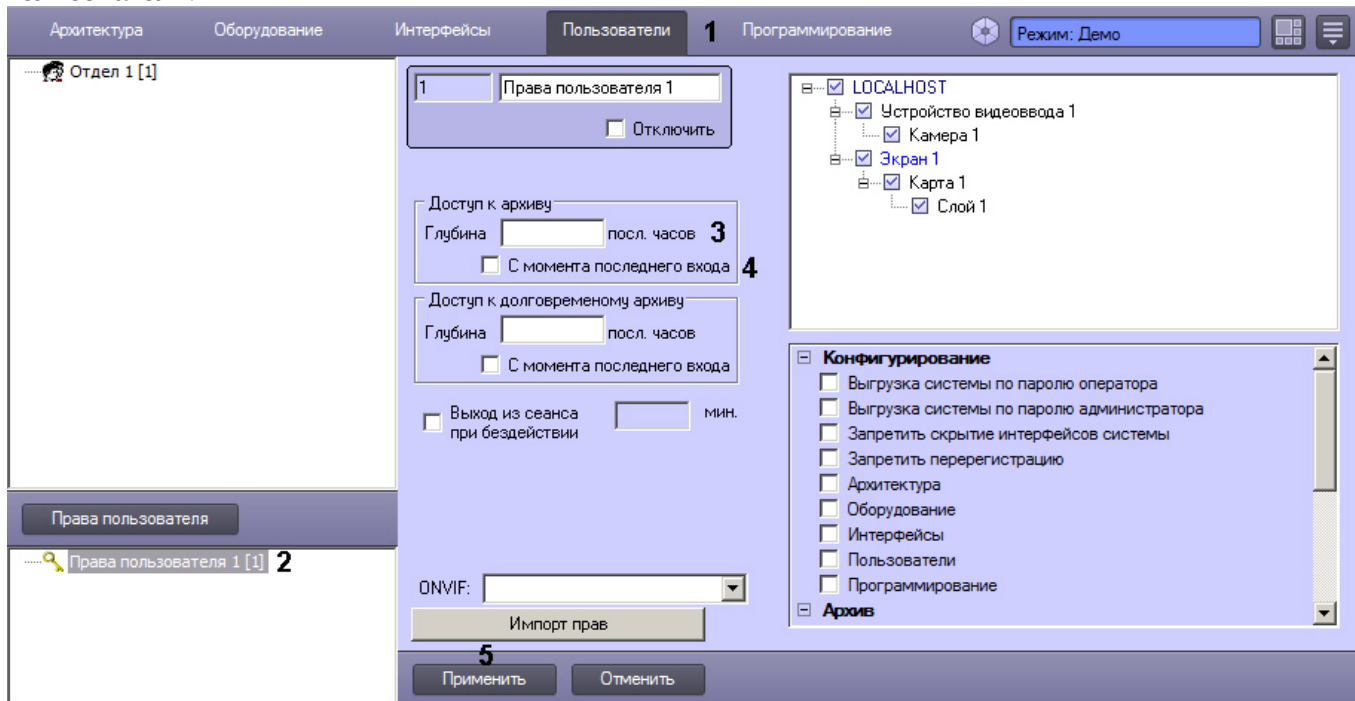 Архитектура Оборудование Интерфейсы Пользователи 1 Программирование Режим: Демо
Отдел 1 [1]
1 Права пользователя 1
Отключить
Доступ к архиву
Глубина посл. часов 3
С момента последнего входа 4
Доступ к долговременому архиву
Глубина посл. часов
С момента последнего входа
Выход из сеанса мин.
при бездействии
ONVIF:
Импорт прав
5
Применить Отменить
LOCALHOST
Устройство видеоввода 1
Камера 1
Экран 1
Карта 1
Слой 1
Конфигурирование
Выгрузка системы по паролю оператора
Выгрузка системы по паролю администратора
Запретить скрытие интерфейсов системы
Запретить перерегистрацию
Архитектура
Оборудование
Интерфейсы
Пользователи
Программирование
Архив
Права пользователя
Права пользователя 1 [1] 2